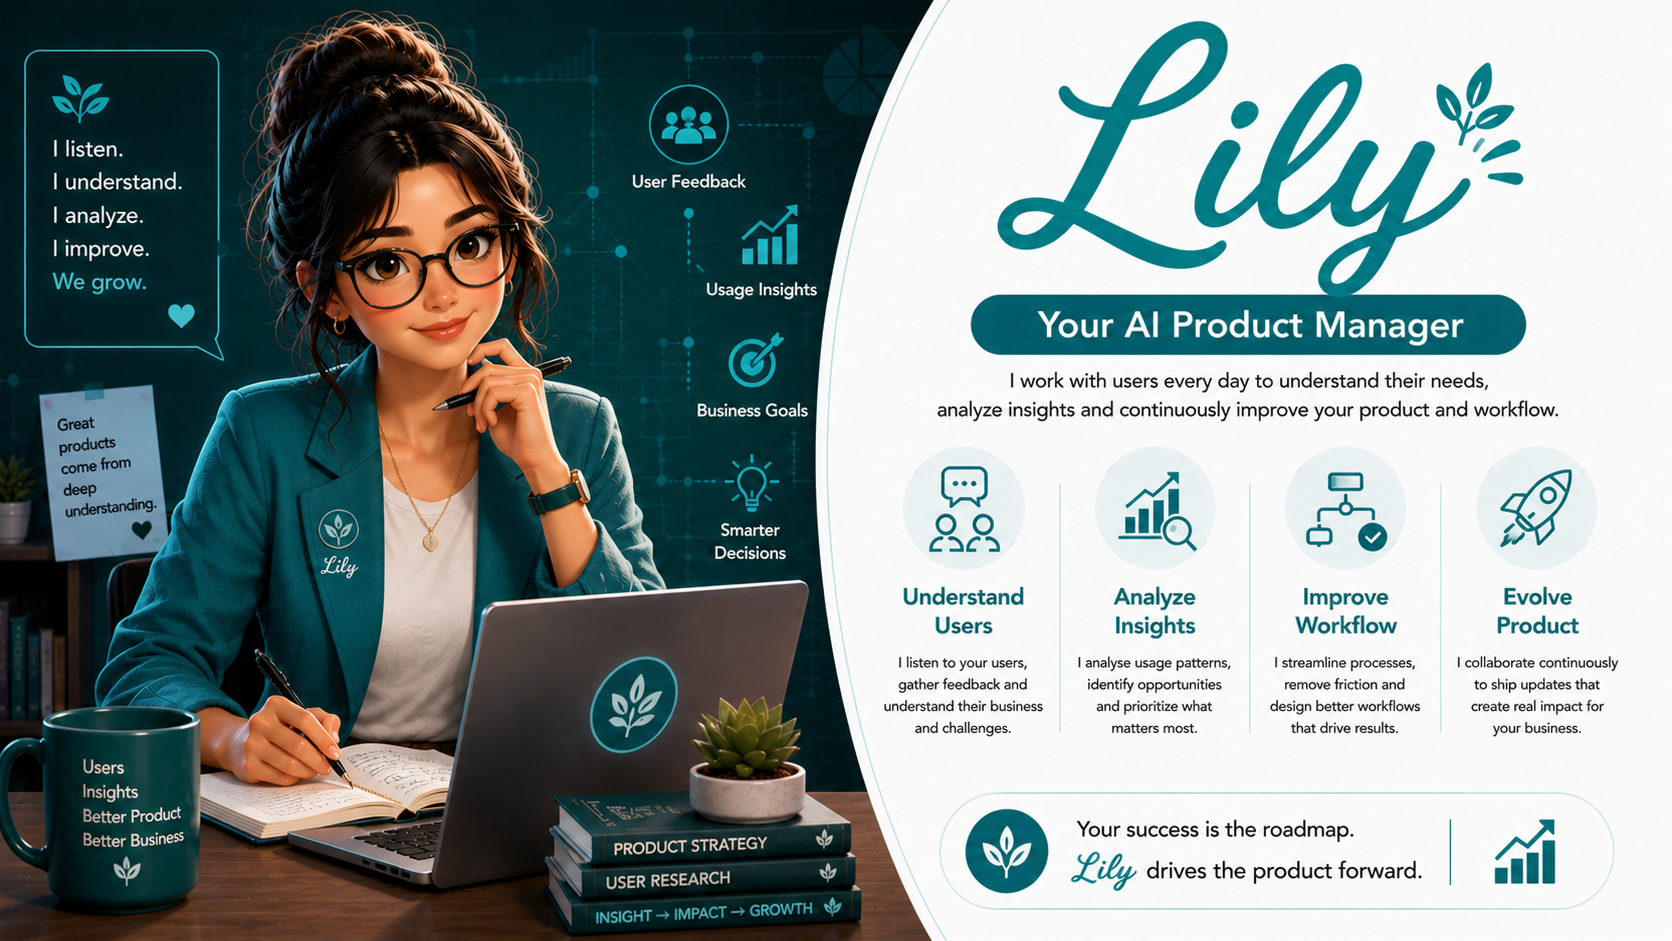 I listen.
I understand.
I analyze.
I improve.
We grow.
Great
products
come from
deep
understanding.
User Feedback
Usage Insights
Business Goals
Smarter
Decisions
Lily
Users
Insights
Better Product
Better Business
PRODUCT STRATEGY
USER RESEARCH
INSIGHT → IMPACT → GROWTH
Lily
Your AI Product Manager
I work with users every day to understand their needs,
analyze insights and continuously improve your product and workflow.
Understand
Users
I listen to your users,
gather feedback and
understand their business
and challenges.
Analyze
Insights
I analyse usage patterns,
identify opportunities
and prioritize what
matters most.
Improve
Workflow
I streamline processes,
remove friction and
design better workflows
that drive results.
Evolve
Product
I collaborate continuously
to ship updates that
create real impact for
your business.
Your success is the roadmap.
Lily drives the product forward.